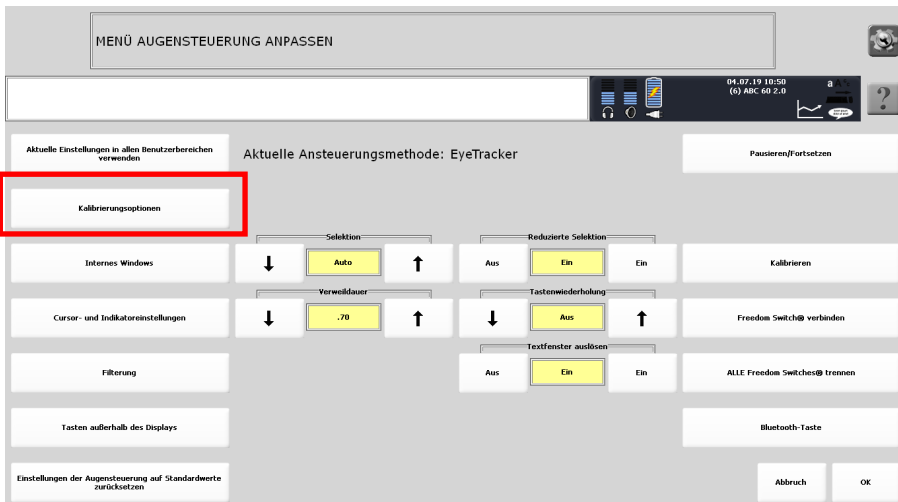 MENÜ AUGENSTEUERUNG ANPASSEN
04.07.19 10:50
(6) ABC 60 2.0
a
?
Aktuelle Einstellungen in allen Benutzerbereichen
verwenden
Aktuelle Ansteuerungsmethode: EyeTracker
Pausieren/Fortsetzen
Kalibrierungsoptionen
Selektion
Reduzierte Selektion
Internes Windows
↓ Auto ↑
Aus Ein Ein
Kalibrieren
Verweildauer
Tastenwiederholung
Cursor- und Indikatoreinstellungen
↓ .70 ↑
↓ Aus ↑
Freedom Switch® verbinden
Textfenster auslösen
Filterung
Aus Ein Ein
ALLE Freedom Switches® trennen
Tasten außerhalb des Displays
Bluetooth-Taste
Einstellungen der Augensteuerung auf Standardwerte
zurücksetzen
Abbruch
OK